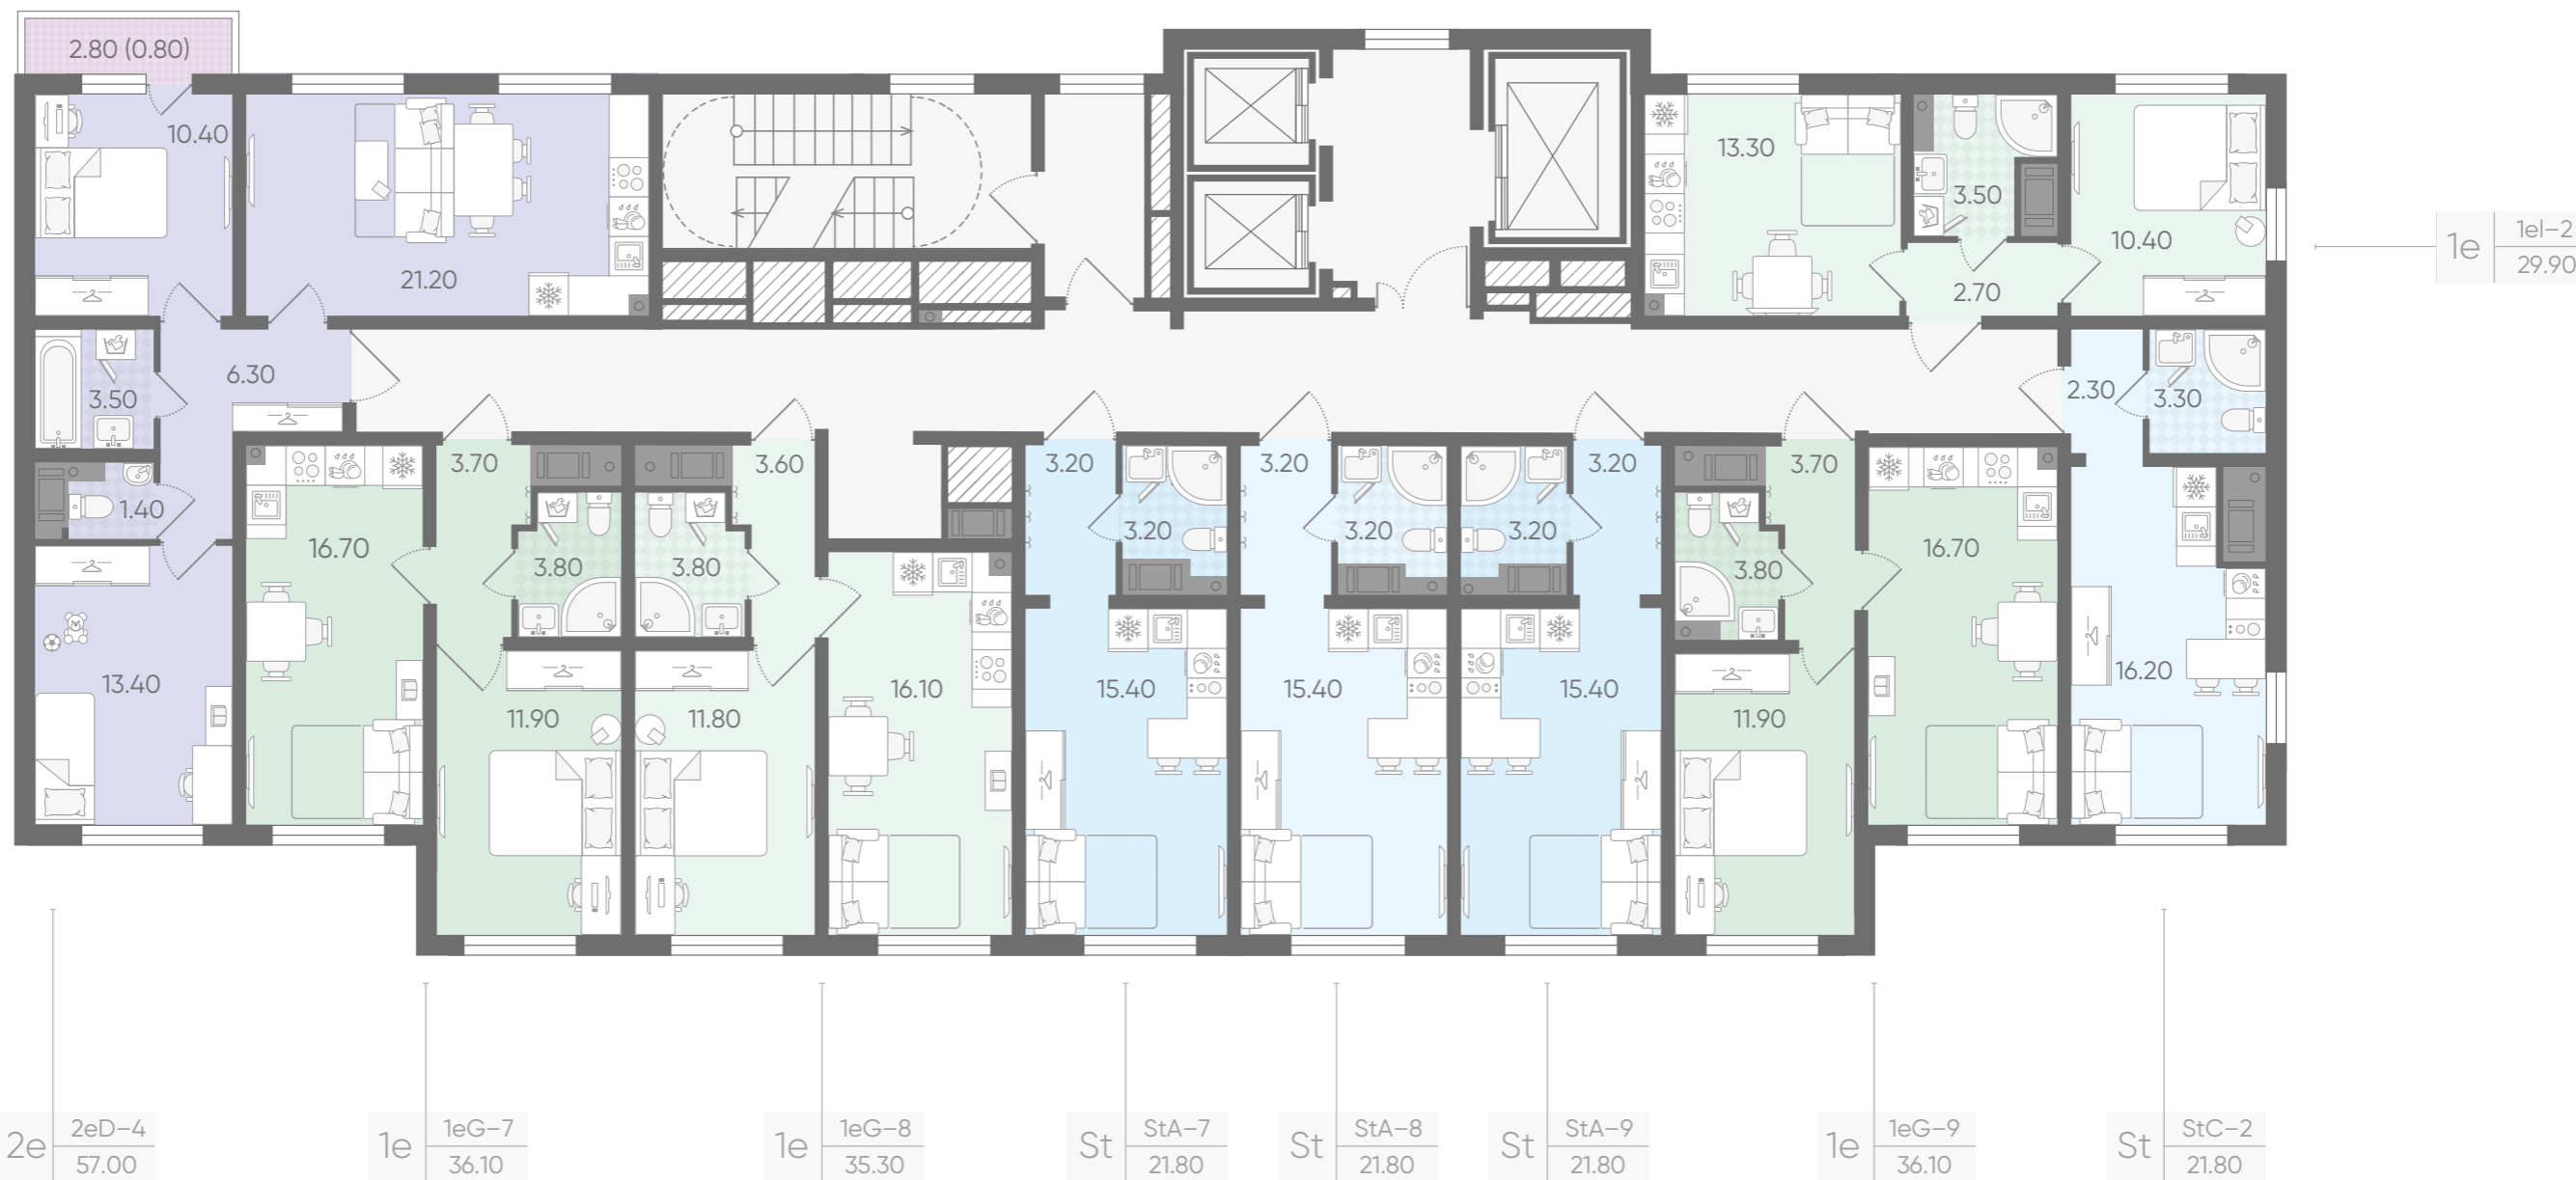 2.80 (0.80)
10.40
21.20
13.30
3.50
10.40
2.70
1e
1el–2
29.90
6.30
3.50
2.30
3.30
3.70
3.60
3.20
3.20
3.20
3.70
1.40
16.70
3.80
3.80
3.20
3.20
3.20
3.80
16.70
13.40
11.90
11.80
16.10
15.40
15.40
15.40
11.90
16.20
2e
2eD–4
57.00
1e
1eG–7
36.10
1e
1eG–8
35.30
St
StA–7
21.80
St
StA–8
21.80
St
StA–9
21.80
1e
1eG–9
36.10
St
StC–2
21.80